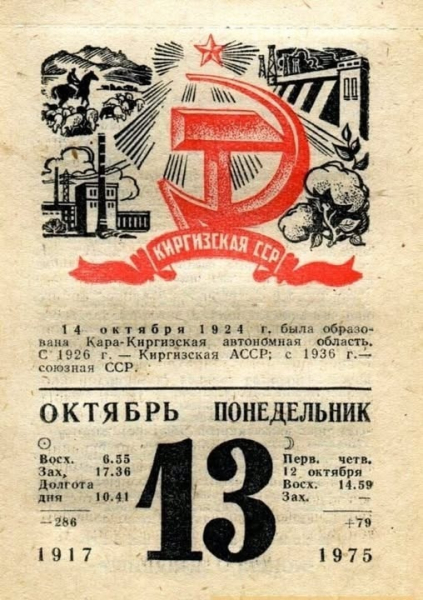 КИРГИЗСКАЯ ССР
14 октября 1924 г. была образо-
вана Кара-Киргизская автономная область.
С 1926 г. — Киргизская АССР; с 1936 г.—
союзная ССР.
ОКТЯБРЬ ПОНЕДЕЛЬНИК
Восх. 6.55
Зах. 17.36
Долгота
дня 10.41
—286
1917
13
Перв. четв.
12 октября
Восх. 14.59
Зах. —
+79
1975